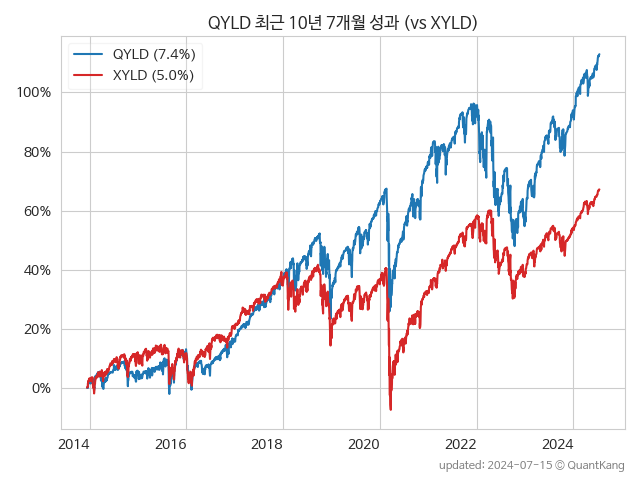 QYLD 최근 10년 7개월 성과 (vs XYLD)
QYLD (7.4%)
XYLD (5.0%)
100%
80%
60%
40%
20%
0%
2014 2016 2018 2020 2022 2024
updated: 2024-07-15 © QuantKang